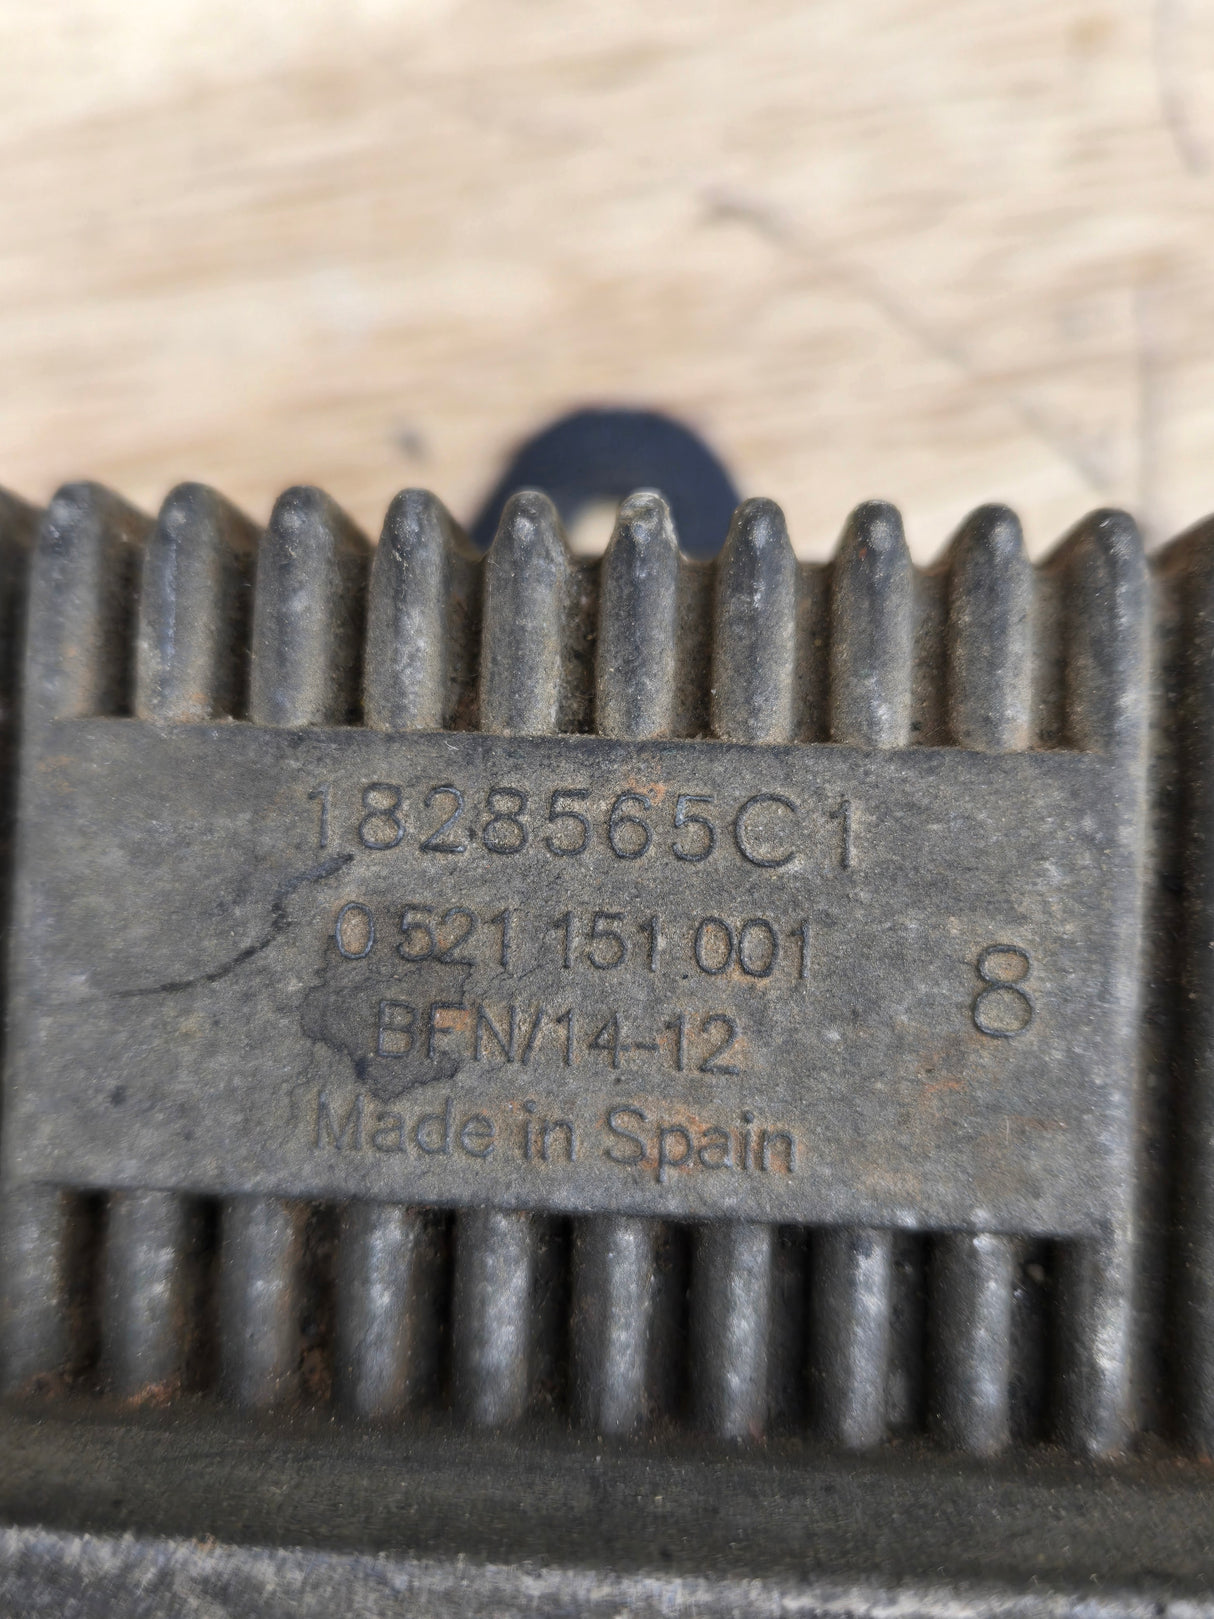 1828565C1
0 521 151 001
8
BFN/14-12
Made in Spain